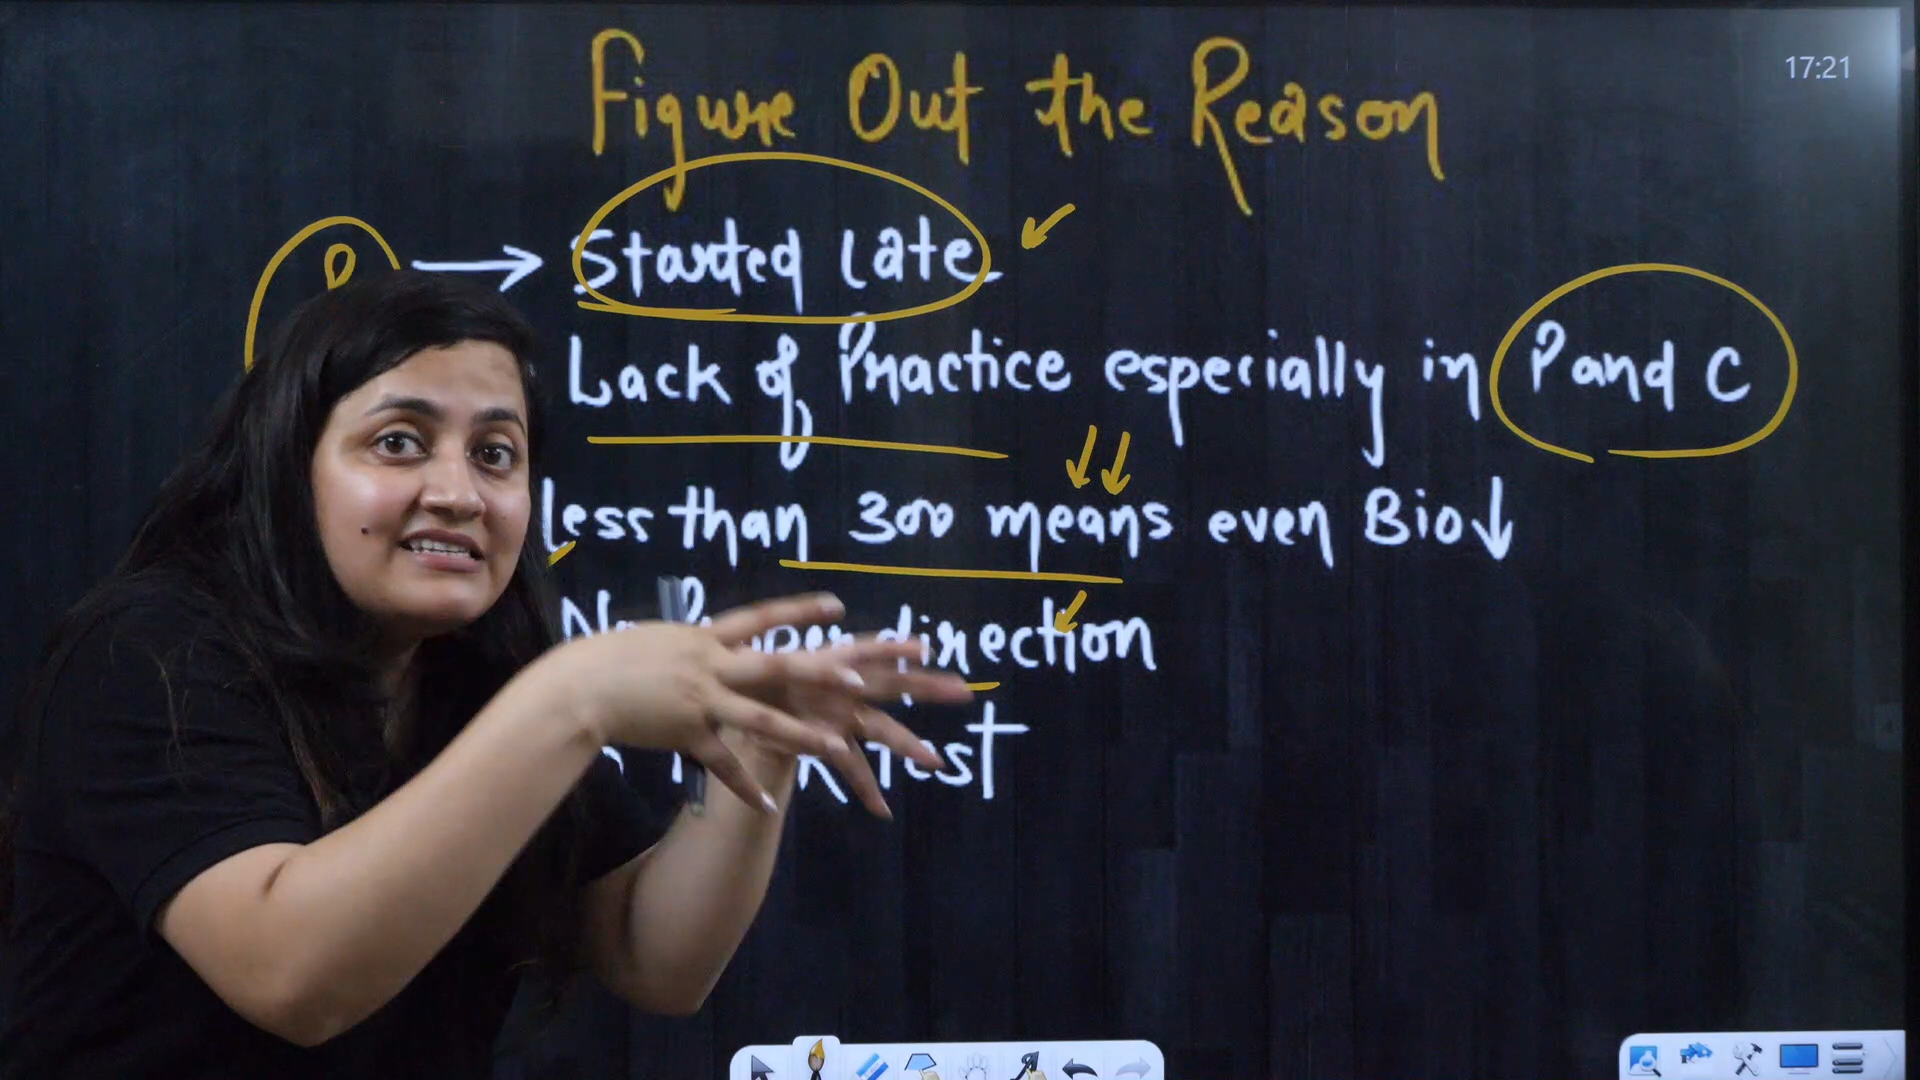 17:21
Figure Out the Reason
P → Started Late
Lack of Practice especially in P and C
Less than 300 means even Bio ↓
direction
Test